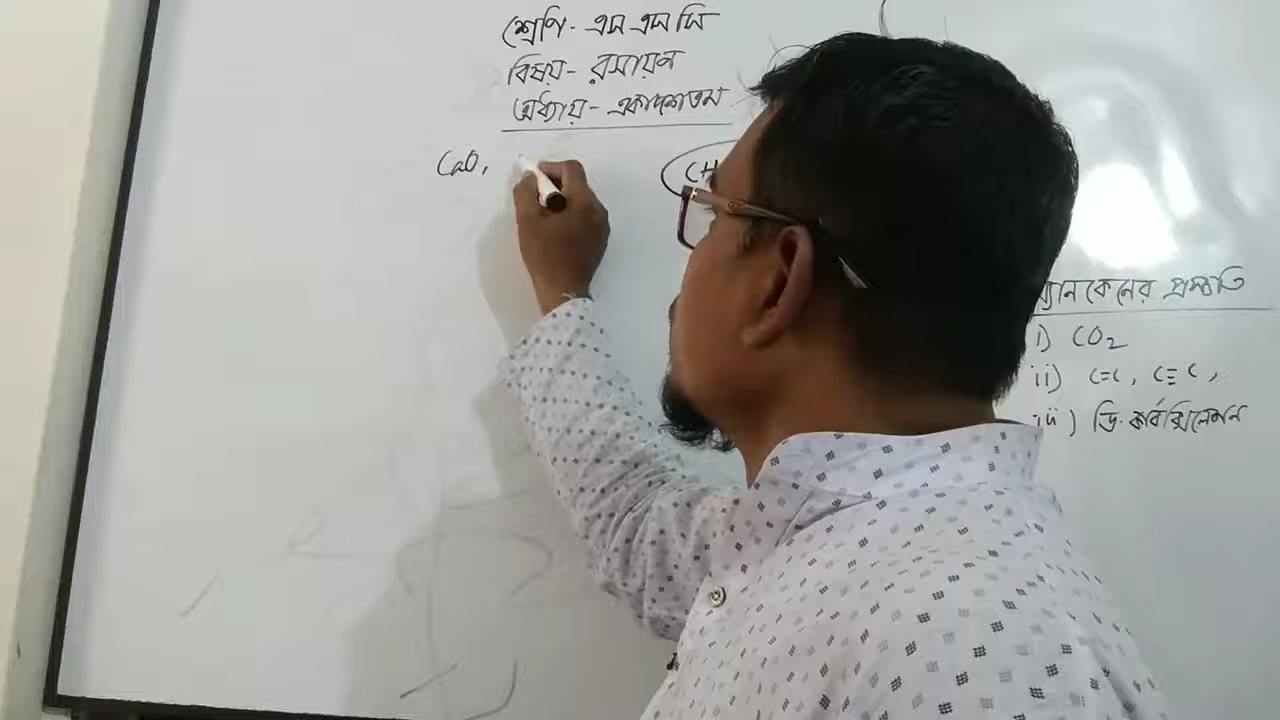 শ্রেণি- এস এস সি
বিষয়- রসায়ন
অধ্যায়- একাদশতম
CaO,
CH
্যালকেনের প্রস্তুতি
i) CO2
ii) C=C, C≡C,
iii) ডি-কার্বক্সিলেশন